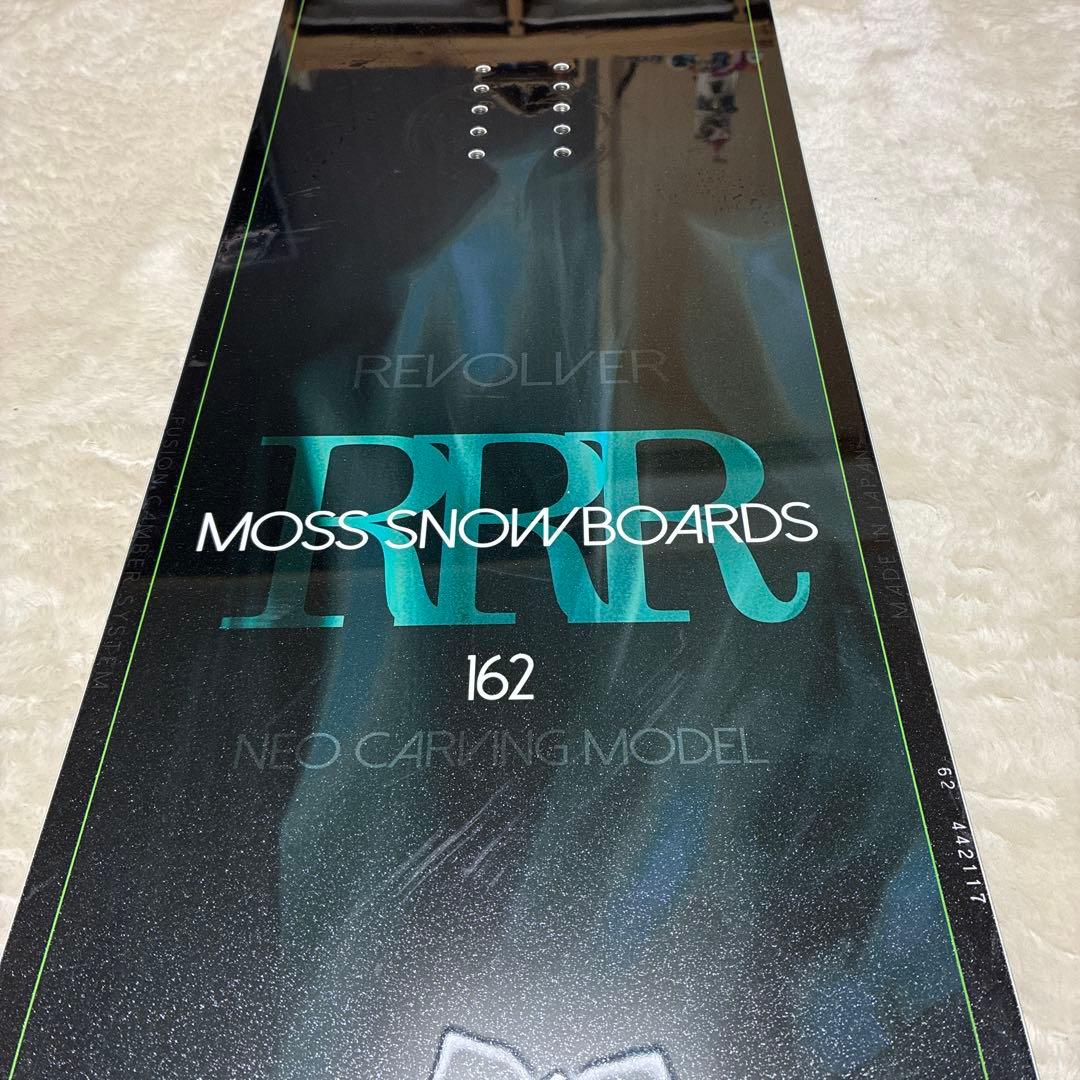 REVOLVER
RRR
MOSS SNOWBOARDS
162
NEO CARVING MODEL
FUSION CAMBER SYSTEM
MADE IN JAPAN
62 442117